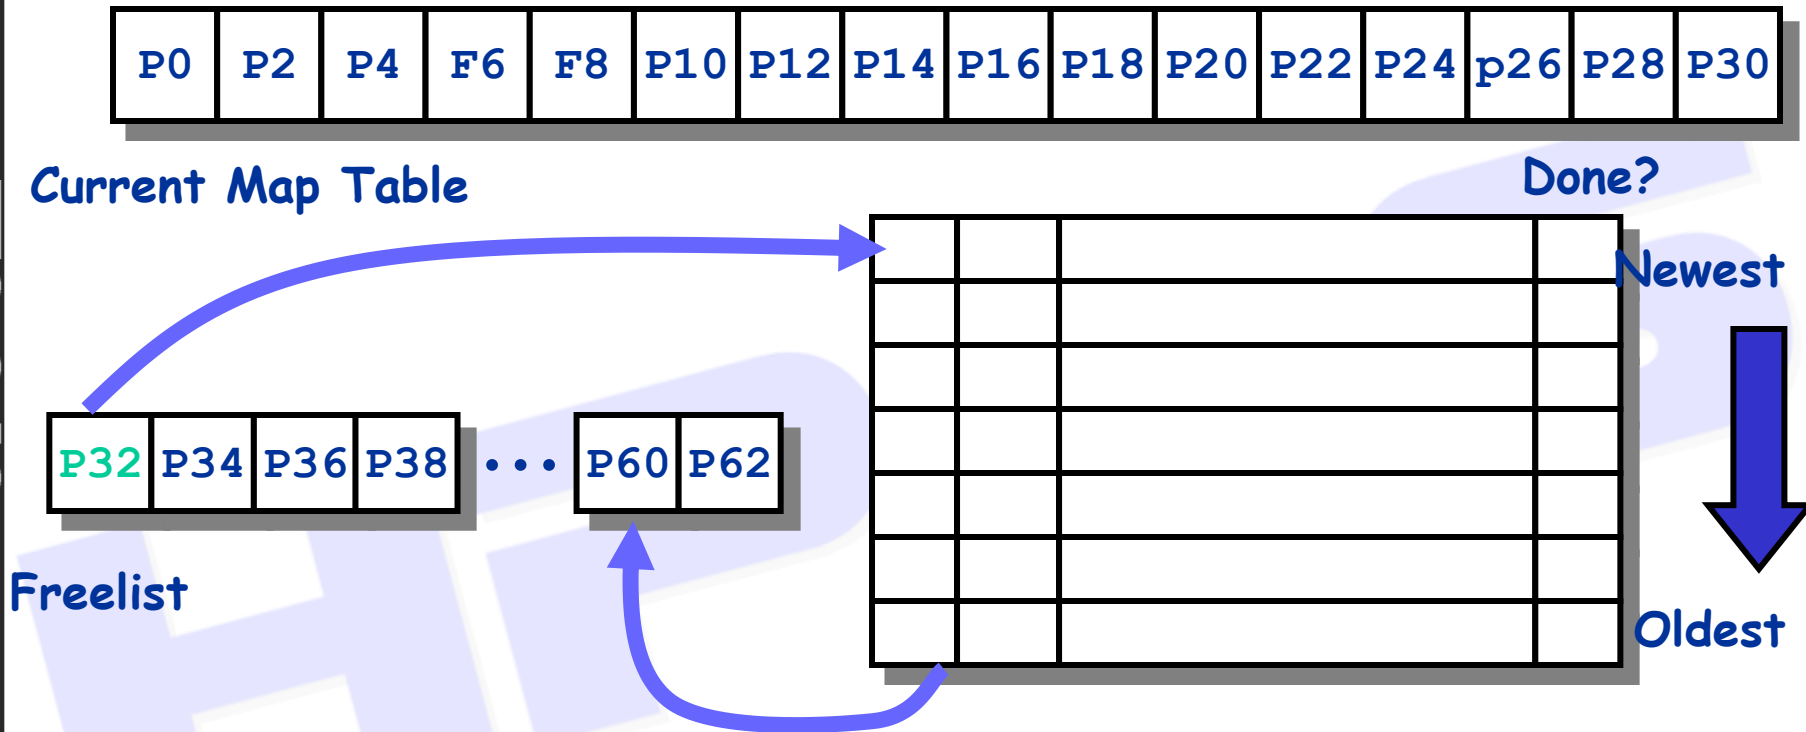 P0 P2 P4 F6 F8 P10 P12 P14 P16 P18 P20 P22 P24 p26 P28 P30
Current Map Table
Done?
Newest
P32 P34 P36 P38 ... P60 P62
Freelist
Oldest